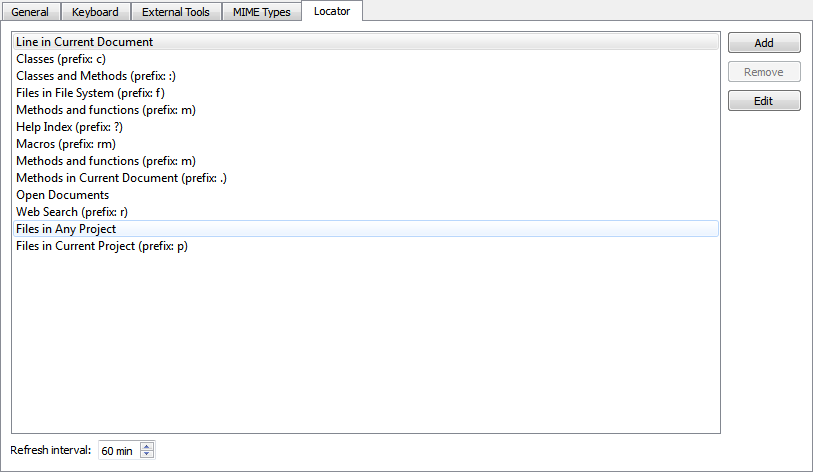 General Keyboard External Tools MIME Types Locator
Line in Current Document
Classes (prefix: c)
Classes and Methods (prefix: :)
Files in File System (prefix: f)
Methods and functions (prefix: m)
Help Index (prefix: ?)
Macros (prefix: rm)
Methods and functions (prefix: m)
Methods in Current Document (prefix: .)
Open Documents
Web Search (prefix: r)
Files in Any Project
Files in Current Project (prefix: p)
Add
Remove
Edit
Refresh interval: 60 min